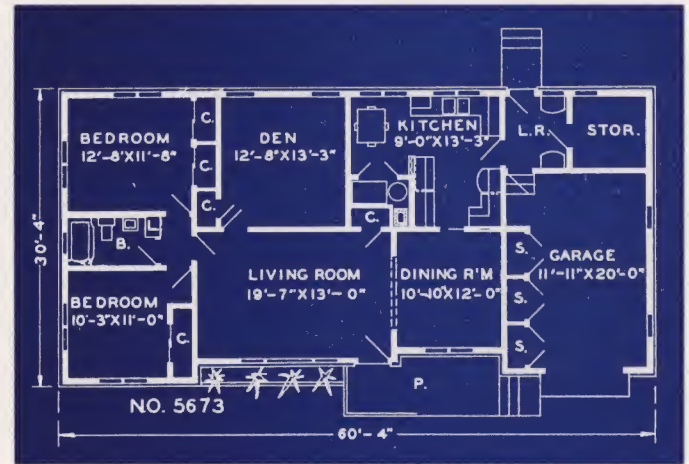 BEDROOM
12'-8"X11'-8"
C.
C.
C.
DEN
12'-8"X13'-3"
KITCHEN
9'-0"X13'-3"
L.R.
STOR.
30'-4"
B.
C.
LIVING ROOM
19'-7"X13'-0"
DINING R'M
10'-10"X12'-0"
S.
S.
S.
GARAGE
11'-11"X20'-0"
BEDROOM
10'-3"X11'-0"
C.
P.
NO. 5673
60'-4"